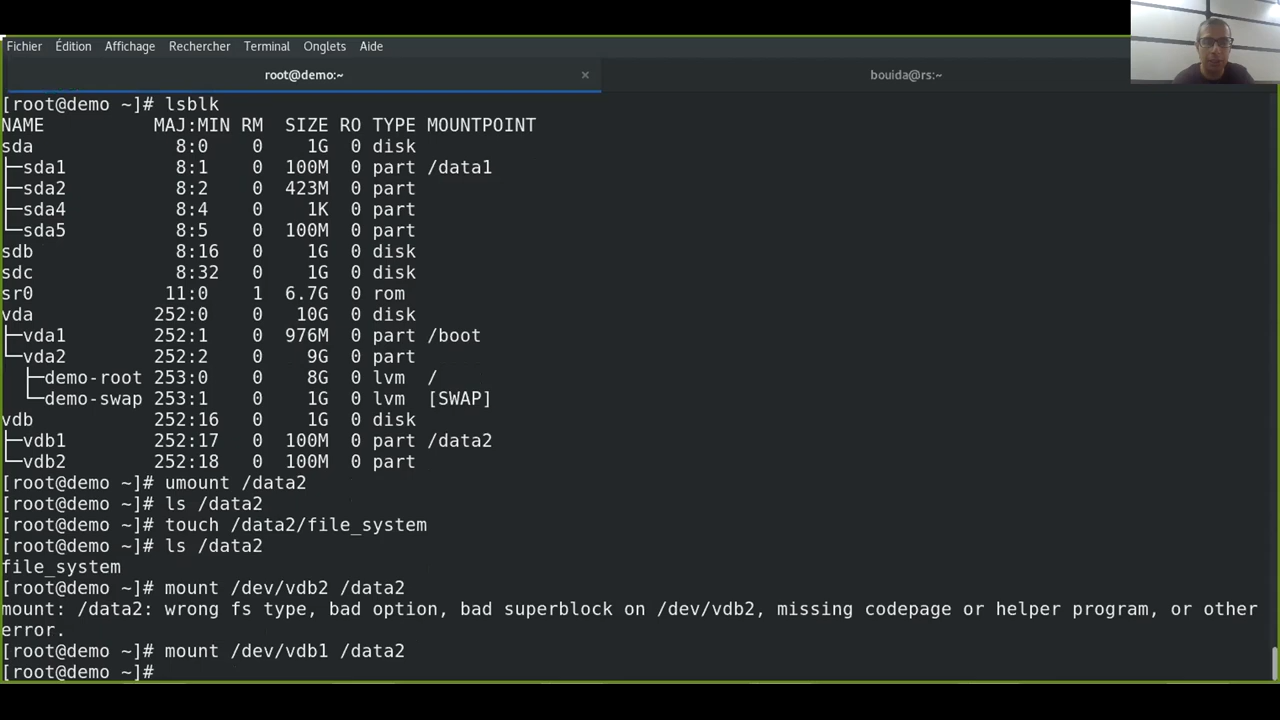 Fichier Édition Affichage Rechercher Terminal Onglets Aide
root@demo:~ × bouida@rs:~
[root@demo ~]# lsblk
NAME MAJ:MIN RM SIZE RO TYPE MOUNTPOINT
sda 8:0 0 1G 0 disk
├─sda1 8:1 0 100M 0 part /data1
├─sda2 8:2 0 423M 0 part
├─sda4 8:4 0 1K 0 part
└─sda5 8:5 0 100M 0 part
sdb 8:16 0 1G 0 disk
sdc 8:32 0 1G 0 disk
sr0 11:0 1 6.7G 0 rom
vda 252:0 0 10G 0 disk
├─vda1 252:1 0 976M 0 part /boot
└─vda2 252:2 0 9G 0 part
├─demo-root 253:0 0 8G 0 lvm /
└─demo-swap 253:1 0 1G 0 lvm [SWAP]
vdb 252:16 0 1G 0 disk
├─vdb1 252:17 0 100M 0 part /data2
└─vdb2 252:18 0 100M 0 part
[root@demo ~]# umount /data2
[root@demo ~]# ls /data2
[root@demo ~]# touch /data2/file_system
[root@demo ~]# ls /data2
file_system
[root@demo ~]# mount /dev/vdb2 /data2
mount: /data2: wrong fs type, bad option, bad superblock on /dev/vdb2, missing codepage or helper program, or other
error.
[root@demo ~]# mount /dev/vdb1 /data2
[root@demo ~]#